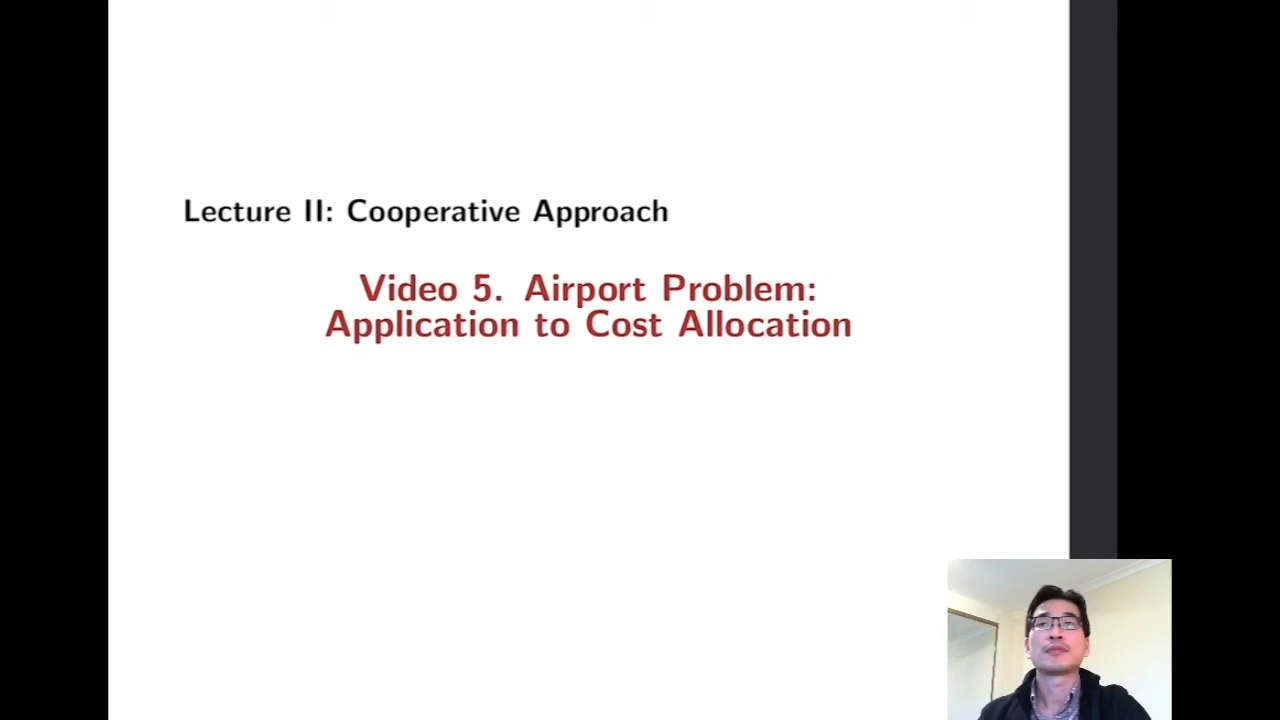 Lecture II: Cooperative Approach
Video 5. Airport Problem:
Application to Cost Allocation